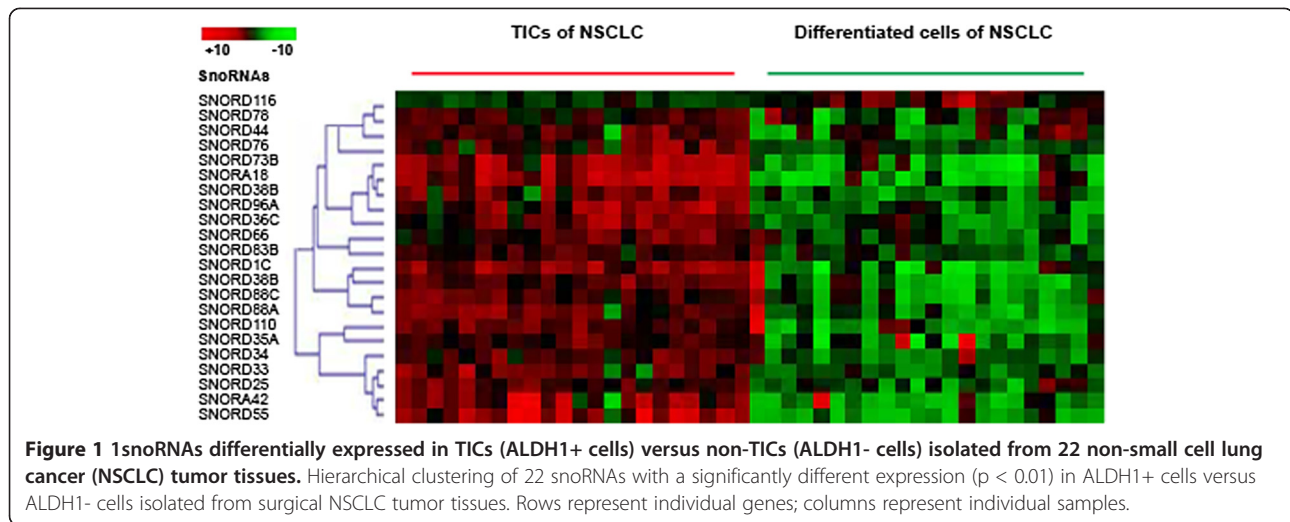 TICs of NSCLC
Differentiated cells of NSCLC
+10
-10
SnoRNAs
SNORD116
SNORD78
SNORD44
SNORD76
SNORD73B
SNORA18
SNORD38B
SNORD96A
SNORD36C
SNORD66
SNORD83B
SNORD1C
SNORD38B
SNORD88C
SNORD88A
SNORD110
SNORD35A
SNORD34
SNORD33
SNORD25
SNORA42
SNORD55
Figure 1 1snoRNAs differentially expressed in TICs (ALDH1+ cells) versus non-TICs (ALDH1- cells) isolated from 22 non-small cell lung
cancer (NSCLC) tumor tissues. Hierarchical clustering of 22 snoRNAs with a significantly different expression (p < 0.01) in ALDH1+ cells versus
ALDH1- cells isolated from surgical NSCLC tumor tissues. Rows represent individual genes; columns represent individual samples.